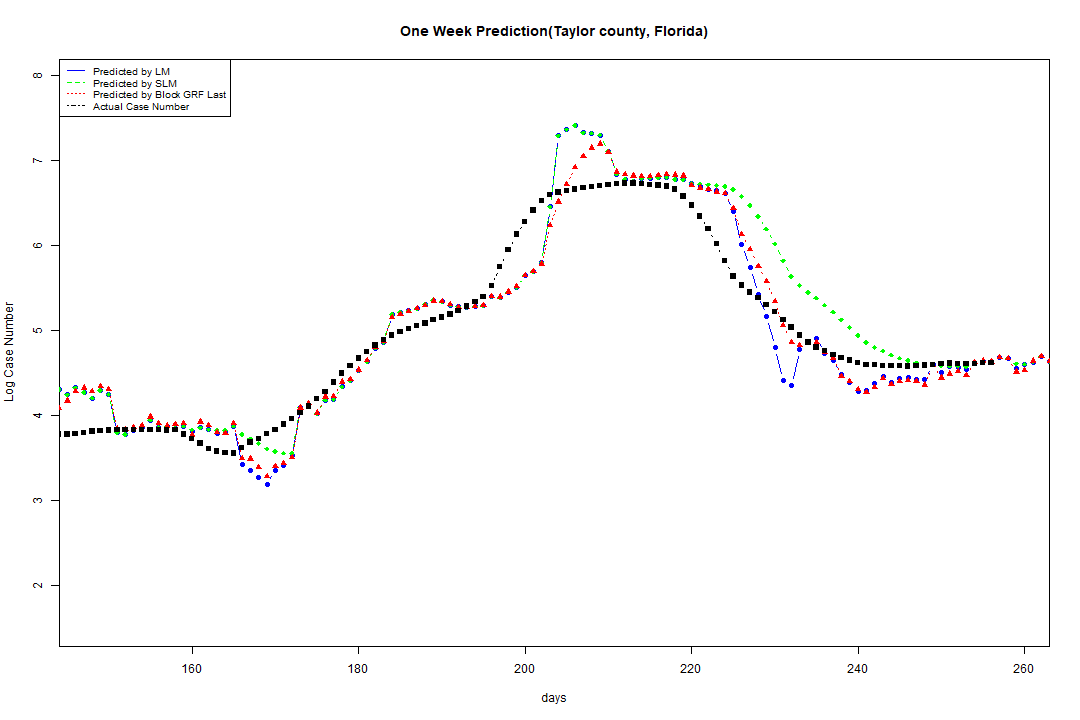 One Week Prediction(Taylor county, Florida)
Predicted by LM
Predicted by SLM
Predicted by Block GRF Last
Actual Case Number
8
7
6
5
4
3
2
Log Case Number
160 180 200 220 240 260
days